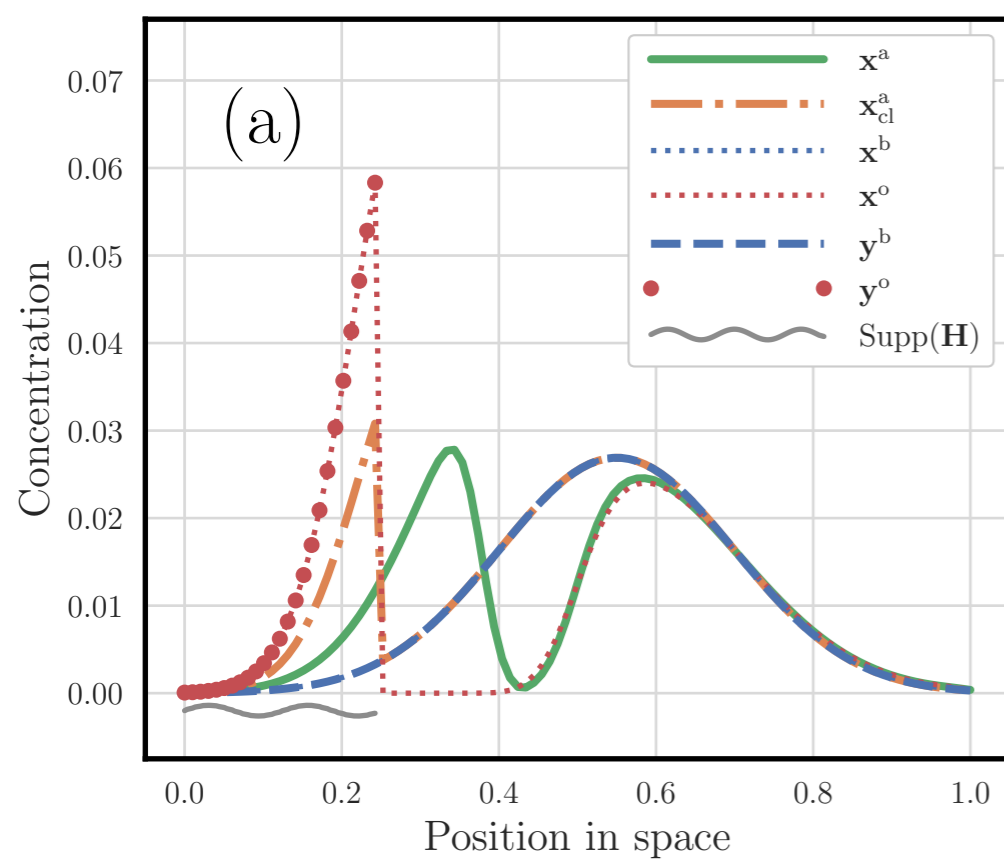 (a)
x^a
x^a_cl
x^b
x^o
y^b
y^o
Supp(H)
Concentration
0.07
0.06
0.05
0.04
0.03
0.02
0.01
0.00
0.0 0.2 0.4 0.6 0.8 1.0
Position in space